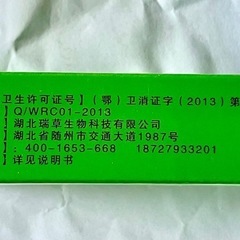 卫生许可证号】(鄂)卫消证字(2013)第
】Q/WRC01-2013
】湖北瑞草生物科技有限公司
】湖北省随州市交通大道1987号
】:400-1653-668 18727933201
】详见说明书